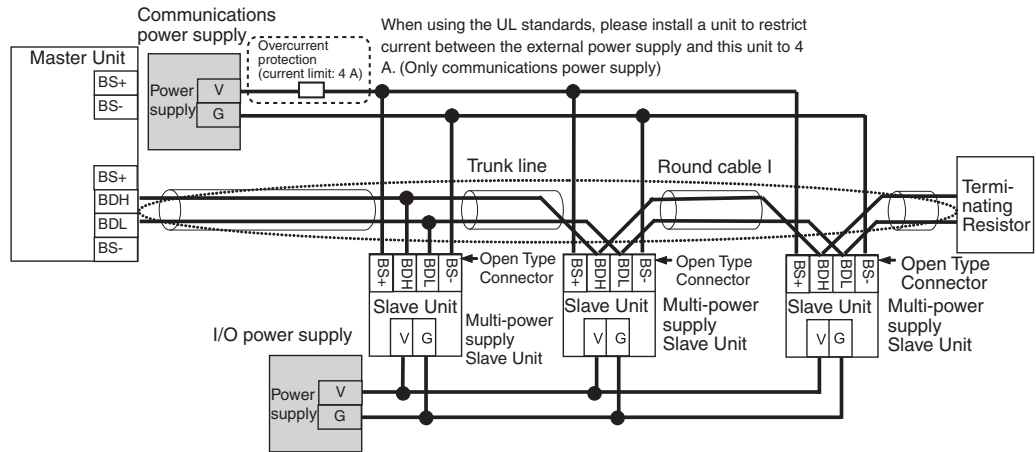 Communications
power supply
Master Unit
BS+
BS-
BS+
BDH
BDL
BS-
Power
supply
V
G
Overcurrent
protection
(current limit: 4 A)
When using the UL standards, please install a unit to restrict
current between the external power supply and this unit to 4
A. (Only communications power supply)
Trunk line
Round cable I
Termi-
nating
Resistor
BS+
BDH
BDL
BS-
Open Type
Connector
Slave Unit
V
G
Multi-power
supply
Slave Unit
BS+
BDH
BDL
BS-
Open Type
Connector
Slave Unit
V
G
Multi-power
supply
Slave Unit
BS+
BDH
BDL
BS-
Open Type
Connector
Slave Unit
V
G
Multi-power
supply
Slave Unit
I/O power supply
Power
supply
V
G